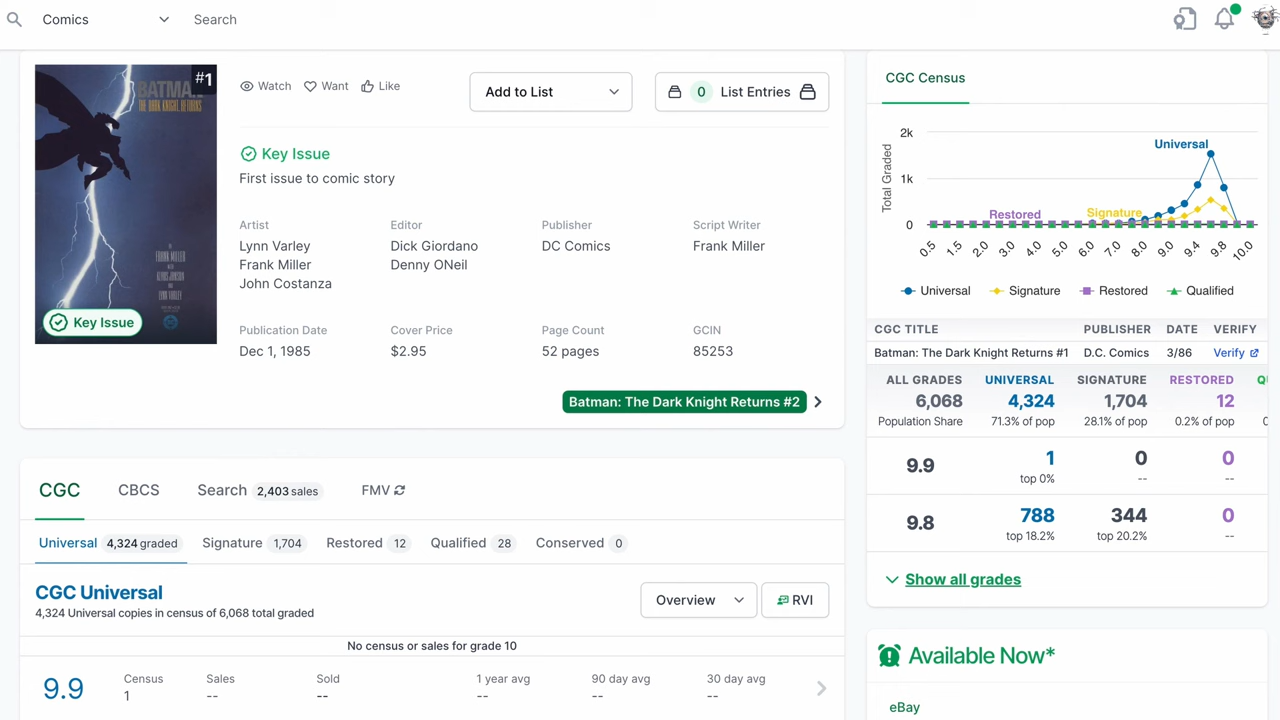 Comics
Search
#1
BATMAN
THE DARK KNIGHT RETURNS
FRANK MILLER
KLAUS JANSON
LYNN VARLEY
Key Issue
Watch
Want
Like
Add to List
0
List Entries
Key Issue
First issue to comic story
Artist
Lynn Varley
Frank Miller
John Costanza
Editor
Dick Giordano
Denny ONeil
Publisher
DC Comics
Script Writer
Frank Miller
Publication Date
Dec 1, 1985
Cover Price
$2.95
Page Count
52 pages
GCIN
85253
Batman: The Dark Knight Returns #2
CGC
CBCS
Search 2,403 sales
FMV
Universal 4,324 graded
Signature 1,704
Restored 12
Qualified 28
Conserved 0
CGC Universal
4,324 Universal copies in census of 6,068 total graded
Overview
RVI
No census or sales for grade 10
9.9
Census
1
Sales
--
Sold
--
1 year avg
--
90 day avg
--
30 day avg
--
CGC Census
Total Graded
2k
1k
0
Universal
Signature
Restored
0.5 1.5 2.0 3.0 4.0 5.0 6.0 7.0 8.0 9.0 9.4 9.8 10.0
Universal Signature Restored Qualified
CGC TITLE PUBLISHER DATE VERIFY
Batman: The Dark Knight Returns #1 D.C. Comics 3/86 Verify
ALL GRADES UNIVERSAL SIGNATURE RESTORED
6,068 4,324 1,704 12
Population Share 71.3% of pop 28.1% of pop 0.2% of pop
9.9 1 0 0
top 0% -- --
9.8 788 344 0
top 18.2% top 20.2% --
Show all grades
Available Now*
eBay